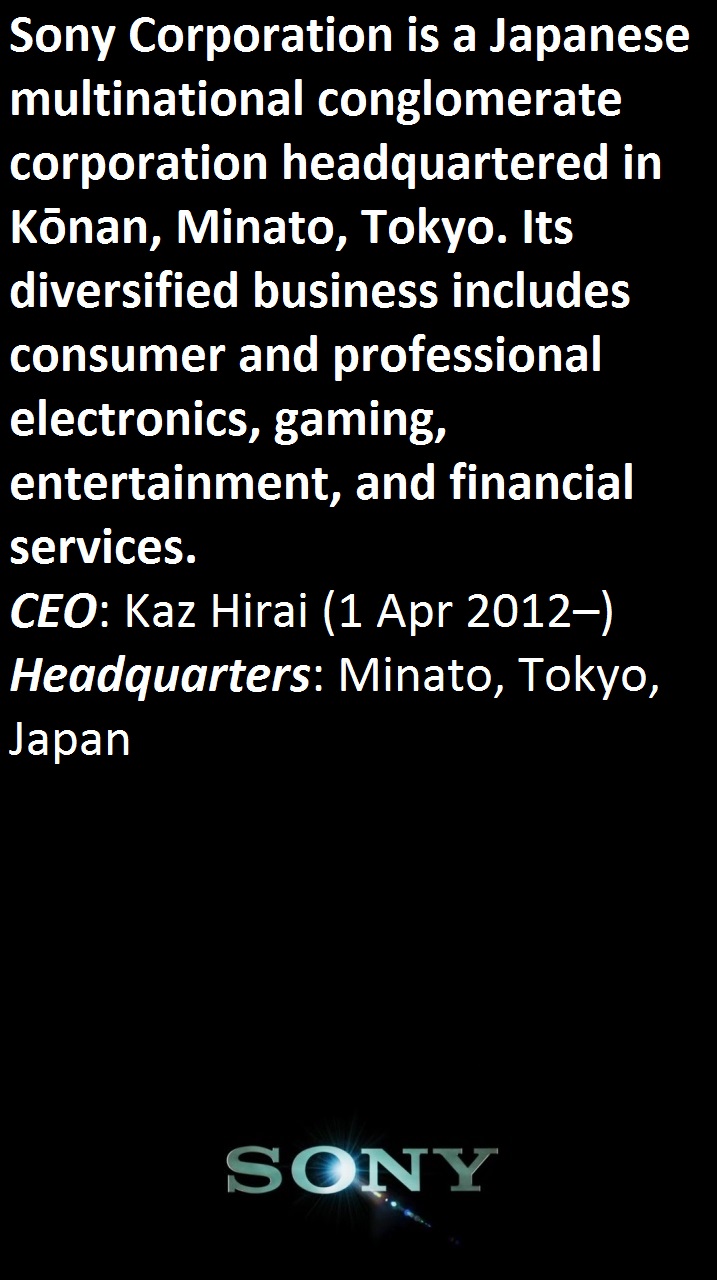 Sony Corporation is a Japanese
multinational conglomerate
corporation headquartered in
Kōnan, Minato, Tokyo. Its
diversified business includes
consumer and professional
electronics, gaming,
entertainment, and financial
services.
CEO: Kaz Hirai (1 Apr 2012–)
Headquarters: Minato, Tokyo,
Japan
SONY